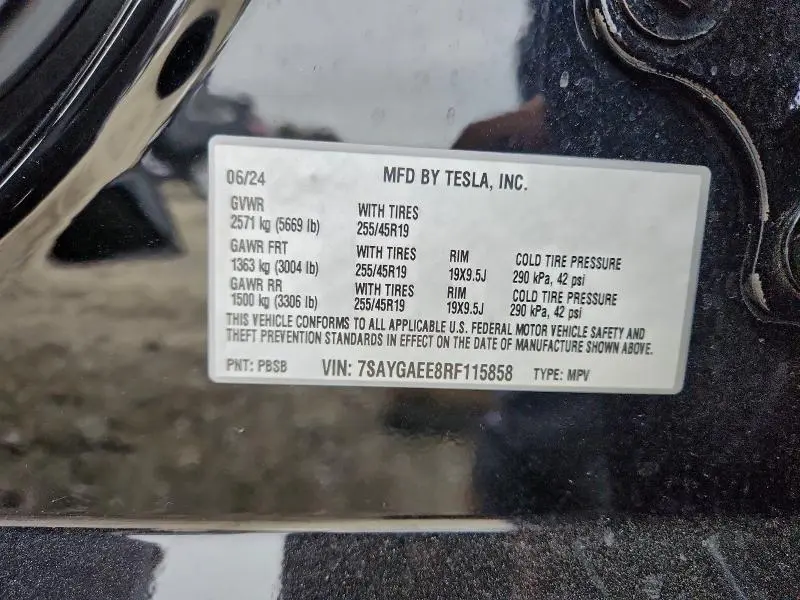 06/24 MFD BY TESLA, INC.
GVWR WITH TIRES
2571 kg (5669 lb) 255/45R19
GAWR FRT WITH TIRES RIM COLD TIRE PRESSURE
1363 kg (3004 lb) 255/45R19 19X9.5J 290 kPa, 42 psi
GAWR RR WITH TIRES RIM COLD TIRE PRESSURE
1500 kg (3306 lb) 255/45R19 19X9.5J 290 kPa, 42 psi
THIS VEHICLE CONFORMS TO ALL APPLICABLE U.S. FEDERAL MOTOR VEHICLE SAFETY AND
THEFT PREVENTION STANDARDS IN EFFECT ON THE DATE OF MANUFACTURE SHOWN ABOVE.
PNT: PBSB VIN: 7SAYGAEE8RF115858 TYPE: MPV